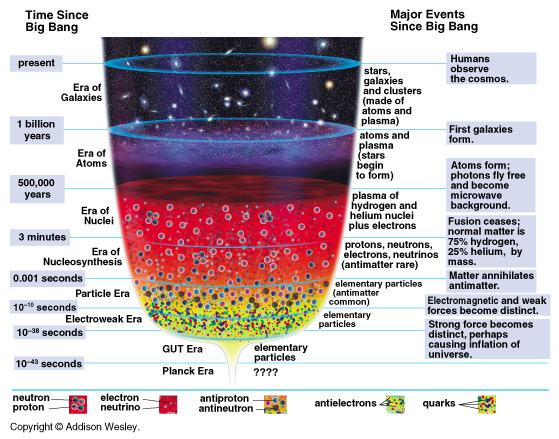 Time Since
Big Bang
Major Events
Since Big Bang
present
Humans
observe
the cosmos.
Era of
Galaxies
stars,
galaxies
and clusters
(made of
atoms and
plasma)
1 billion
years
First galaxies
form.
Era of
Atoms
atoms and
plasma
(stars
begin
to form)
500,000
years
Atoms form;
photons fly free
and become
microwave
background.
Era of
Nuclei
plasma of
hydrogen and
helium nuclei
plus electrons
3 minutes
Fusion ceases;
normal matter is
75% hydrogen,
25% helium, by
mass.
Era of
Nucleosynthesis
protons, neutrons,
electrons, neutrinos
(antimatter rare)
0.001 seconds
Matter annihilates
antimatter.
Particle Era
elementary particles
(antimatter
common)
10⁻¹⁰ seconds
Electromagnetic and weak
forces become distinct.
Electroweak Era
elementary
particles
10⁻³⁸ seconds
Strong force becomes
distinct, perhaps
causing inflation of
universe.
GUT Era
elementary
particles
10⁻⁴³ seconds
Planck Era
????
neutron
proton
electron
neutrino
antiproton
antineutron
antielectrons
quarks
Copyright © Addison Wesley.